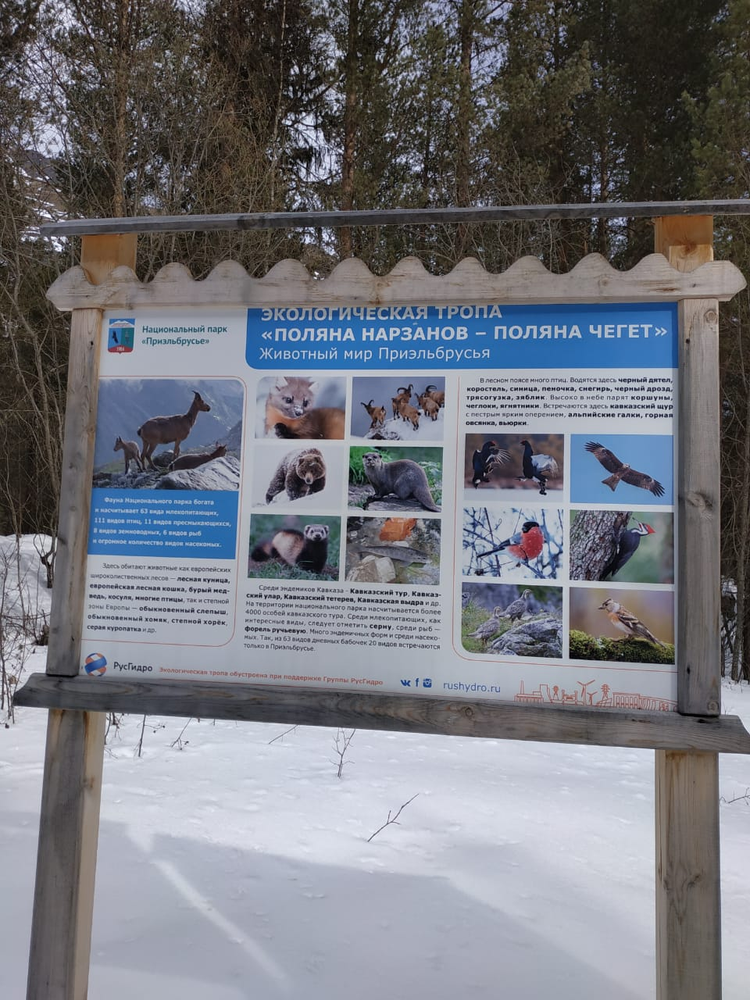 ЭКОЛОГИЧЕСКАЯ ТРОПА
«ПОЛЯНА НАРЗАНОВ – ПОЛЯНА ЧЕГЕТ»
Животный мир Приэльбрусья
Национальный парк
«Приэльбрусье»
1986
Фауна Национального парка богата
и насчитывает 63 вида млекопитающих,
111 видов птиц, 11 видов пресмыкающихся,
8 видов земноводных, 6 видов рыб
и огромное количество видов насекомых.
Здесь обитают животные как европейских
широколиственных лесов — лесная куница,
европейская лесная кошка, бурый мед-
ведь, косуля, многие птицы, так и степной
зоны Европы — обыкновенный слепыш,
обыкновенный хомяк, степной хорёк,
серая куропатка и др.
Среди эндемиков Кавказа - Кавказский тур, Кавказ-
ский улар, Кавказский тетерев, Кавказская выдра и др.
На территории национального парка насчитывается более
4000 особей кавказского тура. Среди млекопитающих, как
интересные виды, следует отметить серну, среди рыб —
форель ручьевую. Много эндемичных форм и среди насеко-
мых. Так, из 63 видов дневных бабочек 20 видов встречаются
только в Приэльбрусье.
В лесном поясе много птиц. Водятся здесь черный дятел,
коростель, синица, пеночка, снегирь, черный дрозд,
трясогузка, зяблик. Высоко в небе парят коршуны,
чеглоки, ягнятники. Встречаются здесь кавказский щур
с пестрым ярким оперением, альпийские галки, горная
овсянка, вьюрки.
РусГидро
Экологическая тропа обустроена при поддержке Группы РусГидро
rushydro.ru